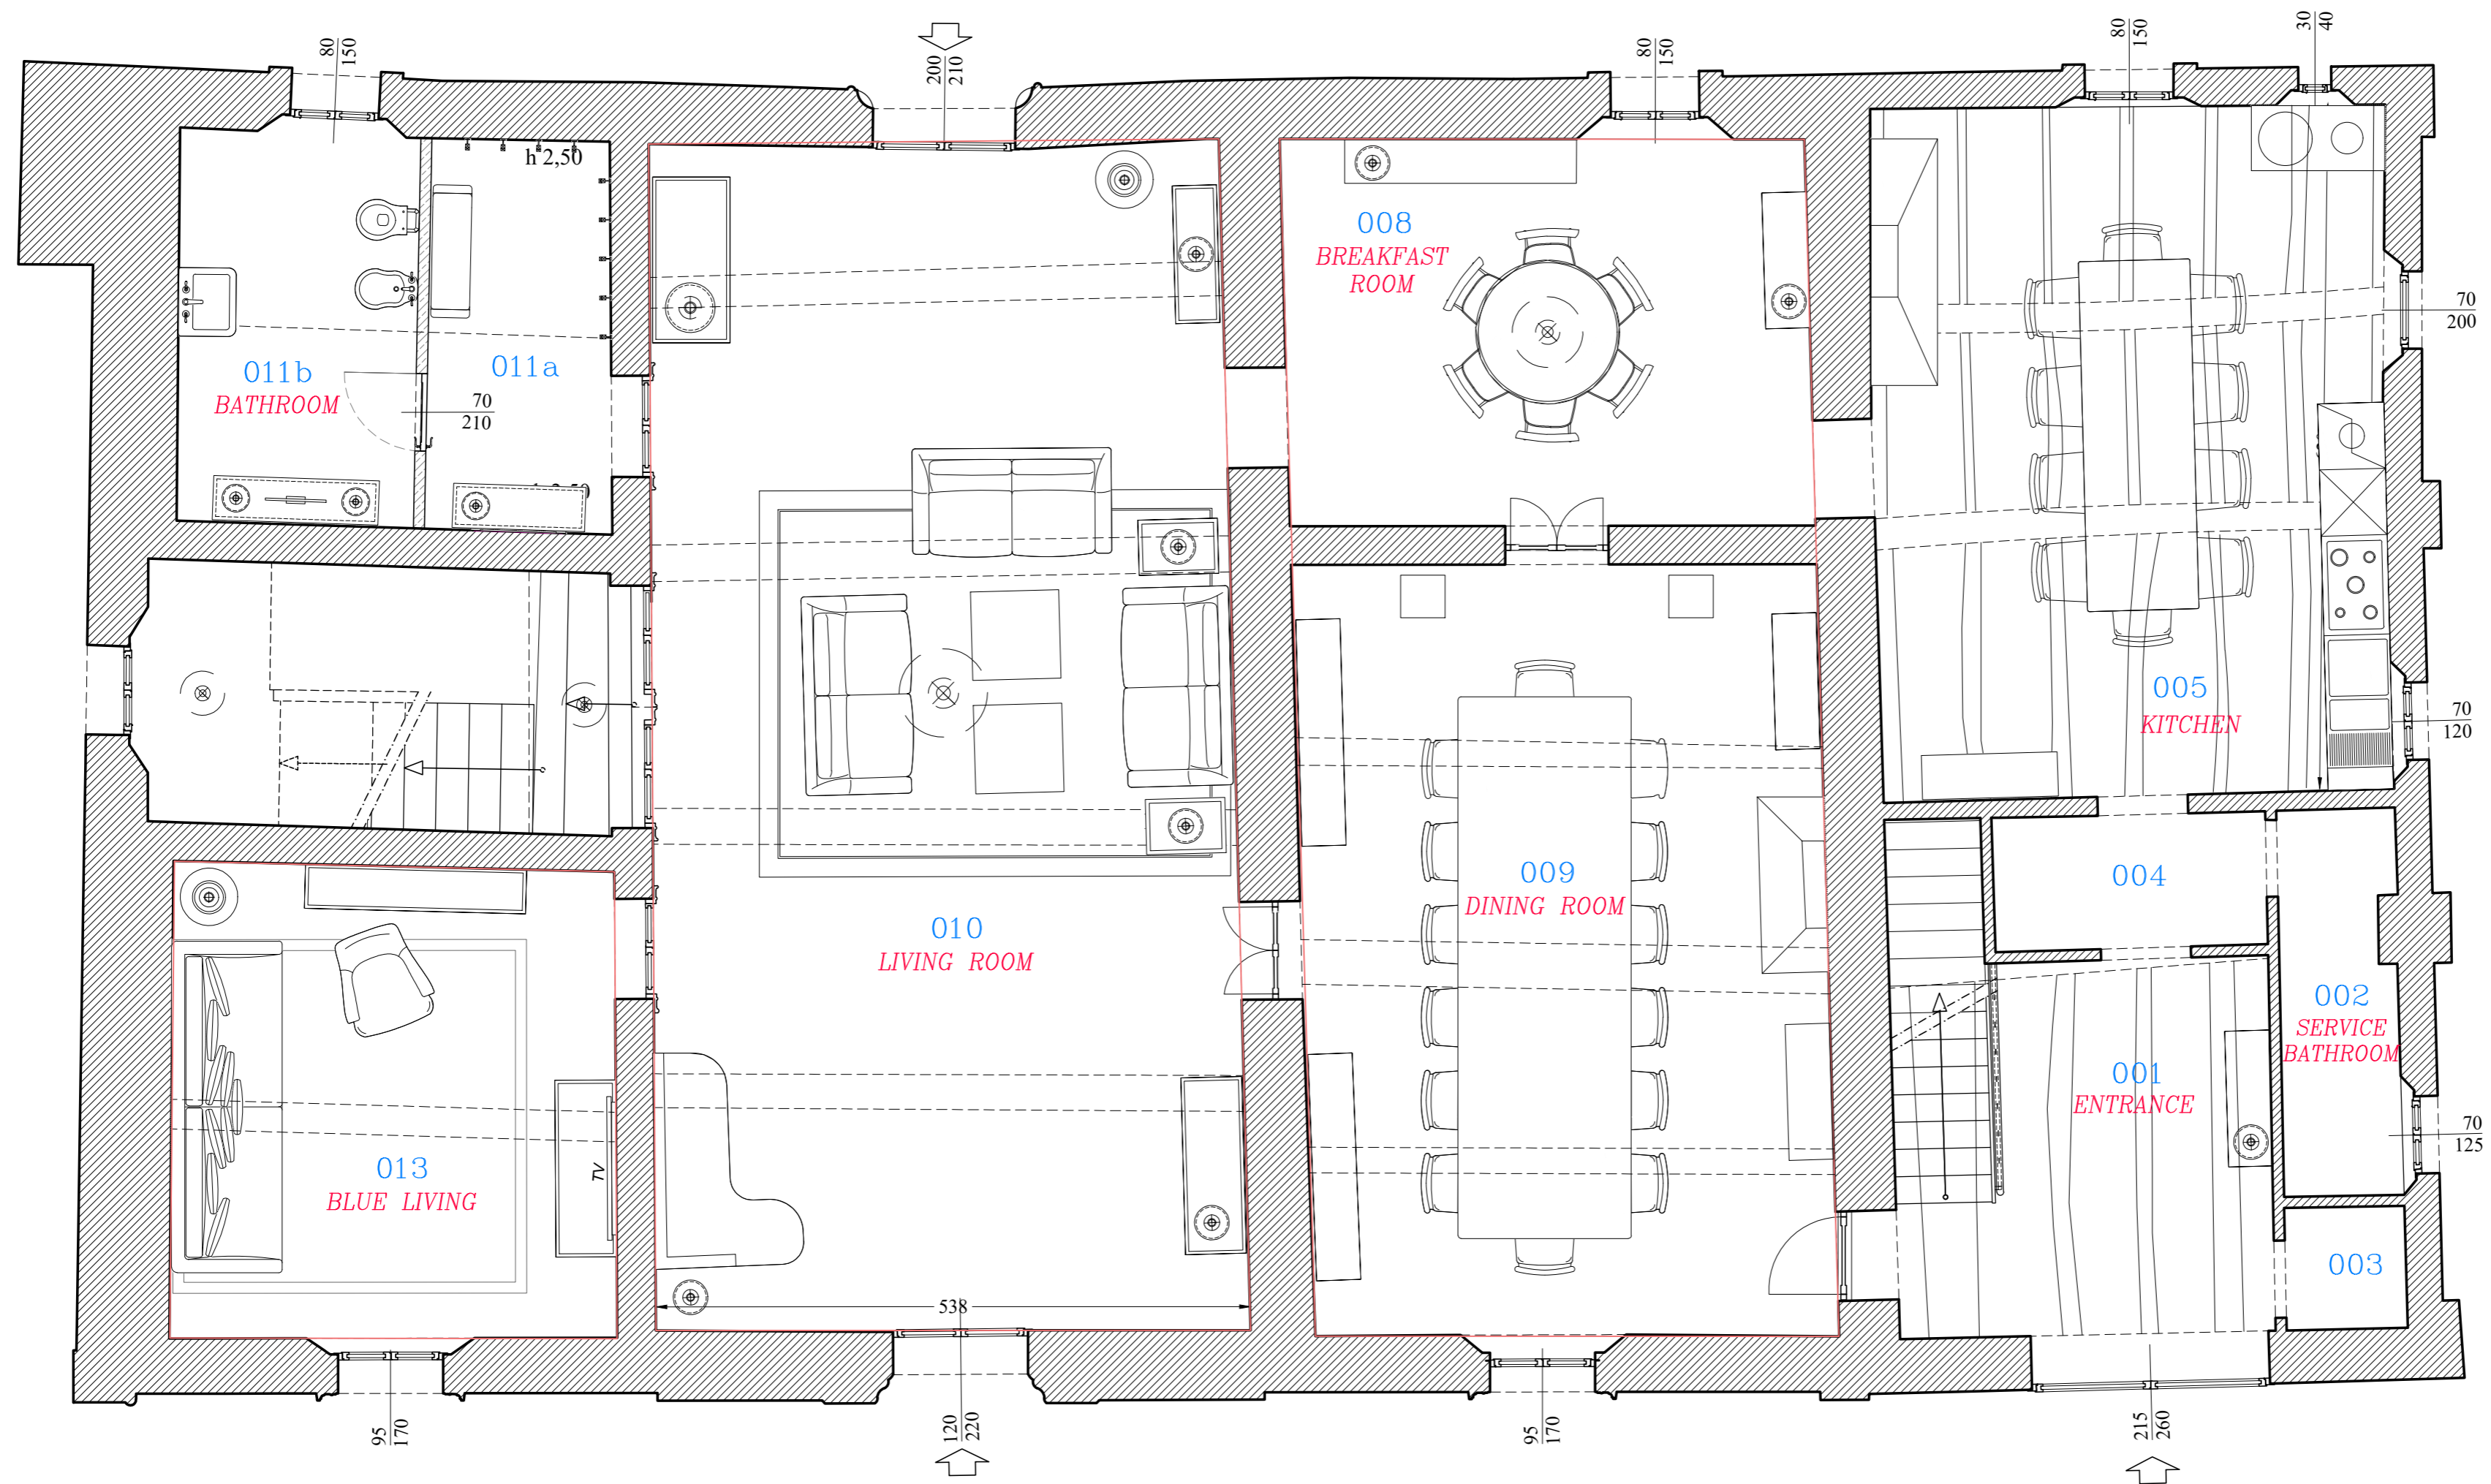 80
150
200
210
80
150
80
150
30
40
h 2,50
008
BREAKFAST
ROOM
70
200
011b
BATHROOM
011a
70
210
005
KITCHEN
70
120
009
DINING ROOM
004
010
LIVING ROOM
002
SERVICE
BATHROOM
001
ENTRANCE
70
125
013
BLUE LIVING
TV
003
538
95
170
120
220
95
170
215
260